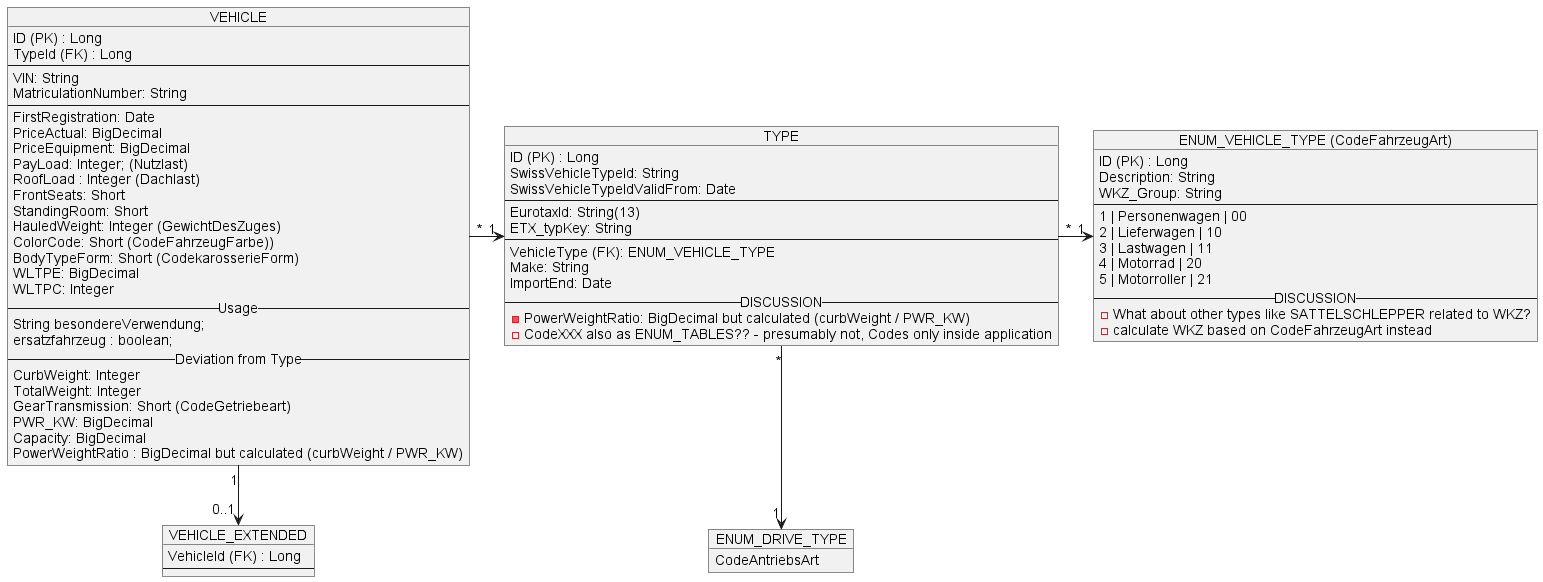 VEHICLE
ID (PK) : Long
TypeId (FK) : Long
VIN: String
MatriculationNumber: String
FirstRegistration: Date
PriceActual: BigDecimal
PriceEquipment: BigDecimal
PayLoad: Integer; (Nutzlast)
RoofLoad : Integer (Dachlast)
FrontSeats: Short
StandingRoom: Short
HauledWeight: Integer (GewichtDesZuges)
ColorCode: Short (CodeFahrzeugFarbe))
BodyTypeForm: Short (CodekarosserieForm)
WLTPE: BigDecimal
WLTPC: Integer
Usage
String besondereVerwendung;
ersatzfahrzeug : boolean;
Deviation from Type
CurbWeight: Integer
TotalWeight: Integer
GearTransmission: Short (CodeGetriebeart)
PWR_KW: BigDecimal
Capacity: BigDecimal
PowerWeightRatio : BigDecimal but calculated (curbWeight / PWR_KW)
* 1
TYPE
ID (PK) : Long
SwissVehicleTypeId: String
SwissVehicleTypeIdValidFrom: Date
EurotaxId: String(13)
ETX_typKey: String
VehicleType (FK): ENUM_VEHICLE_TYPE
Make: String
ImportEnd: Date
DISCUSSION
PowerWeightRatio: BigDecimal but calculated (curbWeight / PWR_KW)
CodeXXX also as ENUM_TABLES?? - presumably not, Codes only inside application
* 1
ENUM_VEHICLE_TYPE (CodeFahrzeugArt)
ID (PK) : Long
Description: String
WKZ_Group: String
1 | Personenwagen | 00
2 | Lieferwagen | 10
3 | Lastwagen | 11
4 | Motorrad | 20
5 | Motorroller | 21
DISCUSSION
What about other types like SATTELSCHLEPPER related to WKZ?
calculate WKZ based on CodeFahrzeugArt instead
1
0..1
VEHICLE_EXTENDED
VehicleId (FK) : Long
*
1
ENUM_DRIVE_TYPE
CodeAntriebsArt